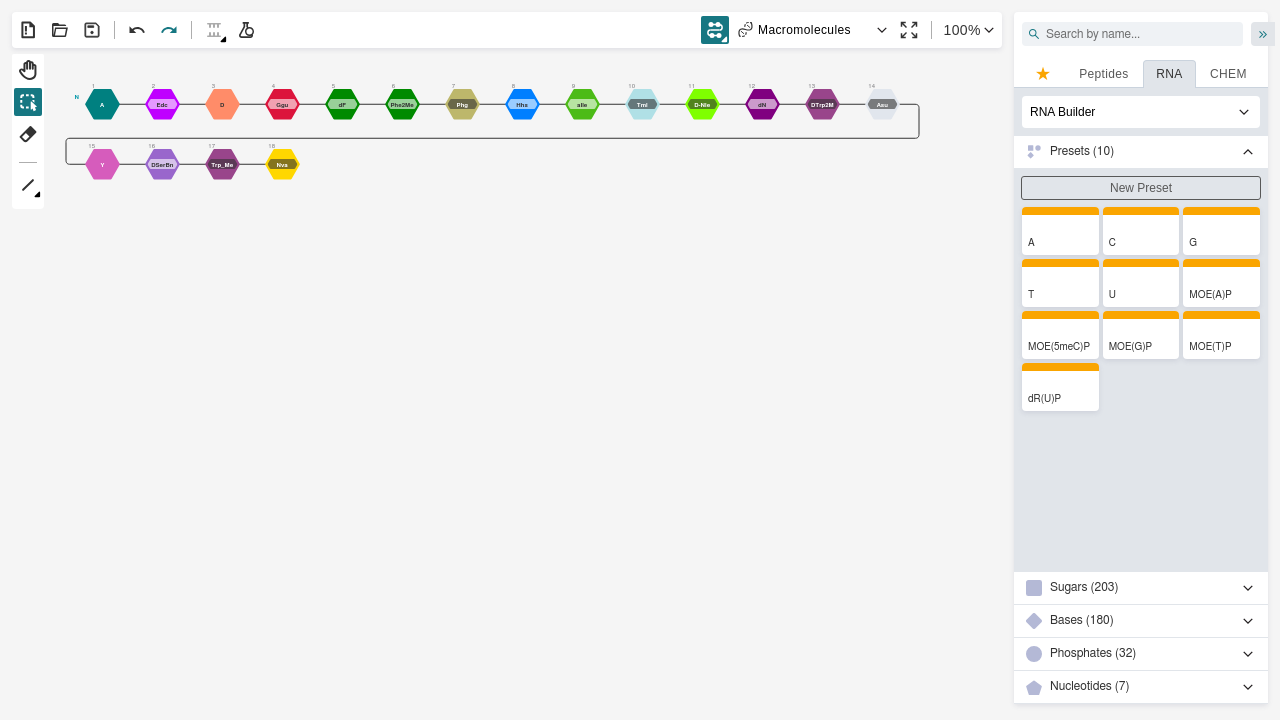 Macromolecules
100%
Search by name...
Peptides
RNA
CHEM
RNA Builder
Presets (10)
New Preset
A
C
G
T
U
MOE(A)P
MOE(5meC)P
MOE(G)P
MOE(T)P
dR(U)P
Sugars (203)
Bases (180)
Phosphates (32)
Nucleotides (7)
1 2 3 4 5 6 7 8 9 10 11 12 13 14
N A Edc D Ggu dF Phe2Me Phg Hha aIle Tml D-Nle dN DTrp2M Asu
15 16 17 18
Y DSerBn Trp_Me Nva